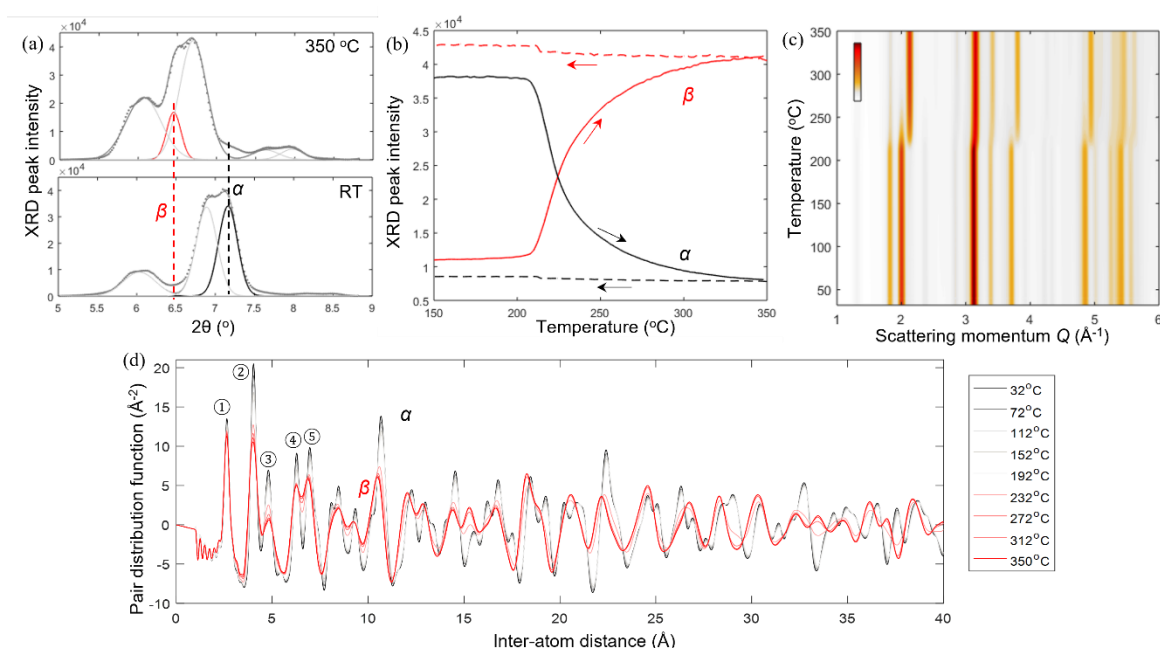 (a)
×10⁴
350 °C
XRD peak intensity
5
4
3
2
1
0
×10⁴
RT
α
β
5
4
3
2
1
0
5 5.5 6 6.5 7 7.5 8 8.5 9
2θ (°)
(b)
×10⁴
XRD peak intensity
4.5
4
3.5
3
2.5
2
1.5
1
0.5
β
α
150 200 250 300 350
Temperature (°C)
(c)
Temperature (°C)
350
300
250
200
150
100
50
1 2 3 4 5 6
Scattering momentum Q (Å⁻¹)
(d)
Pair distribution function (Å⁻²)
20
15
10
5
0
-5
-10
① ② ③ ④ ⑤
α
β
0 5 10 15 20 25 30 35 40
Inter-atom distance (Å)
32°C
72°C
112°C
152°C
192°C
232°C
272°C
312°C
350°C